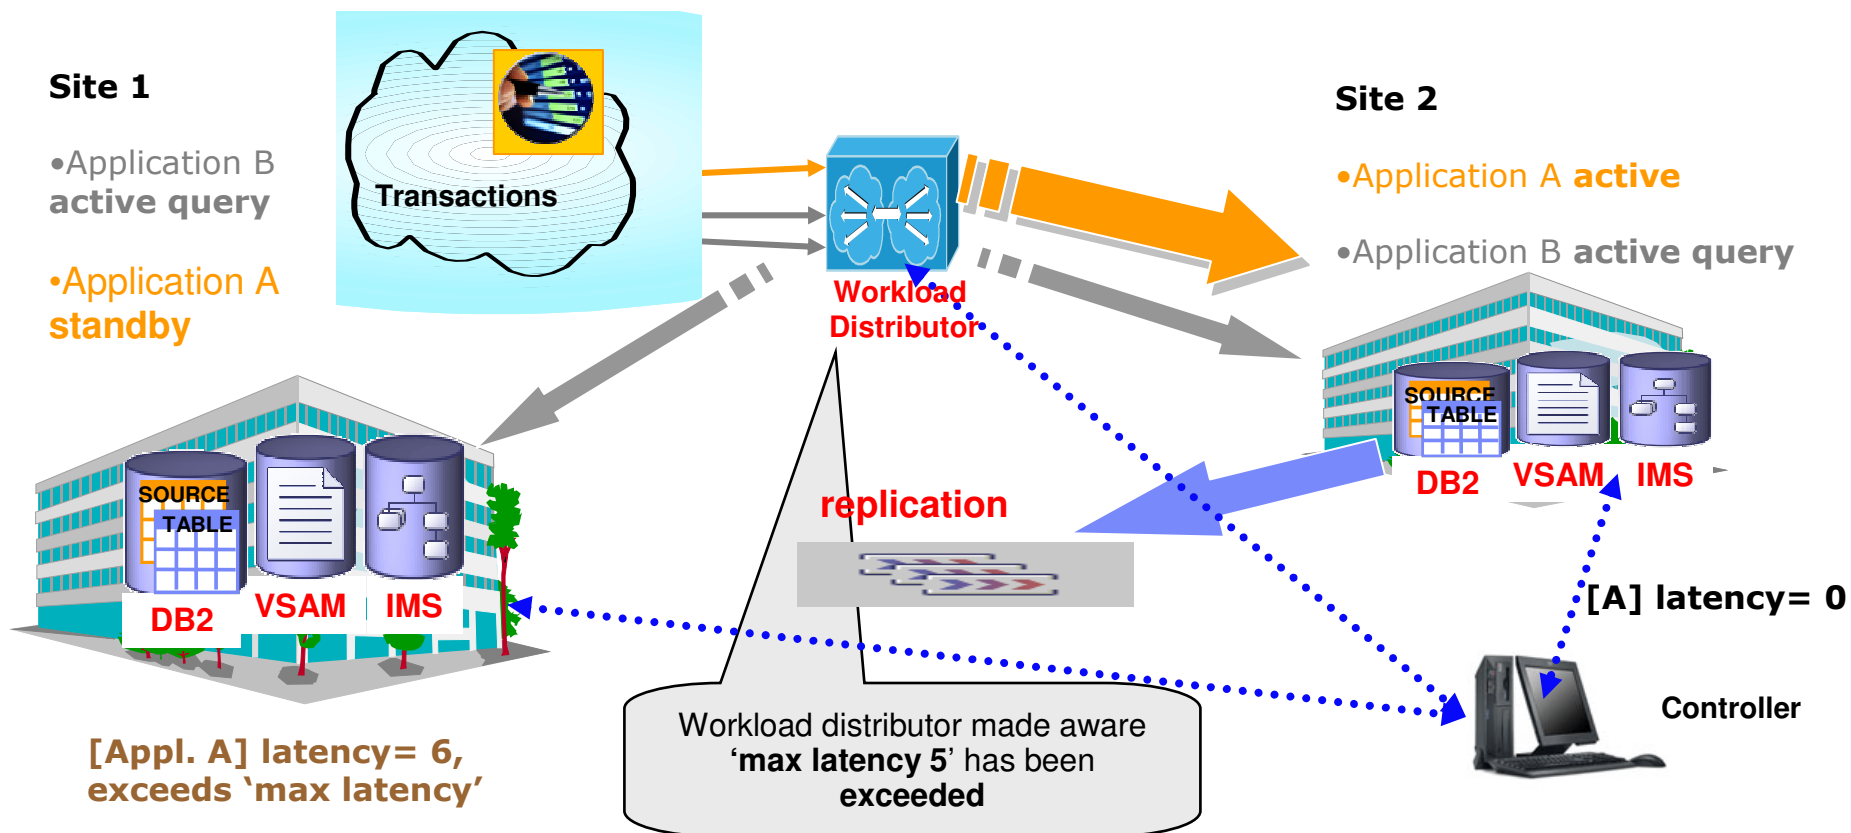 Site 1
•Application B
active query
•Application A
standby
Transactions
Workload
Distributor
Site 2
•Application A active
•Application B active query
SOURCE
TABLE
DB2
VSAM
IMS
replication
SOURCE
TABLE
DB2
VSAM
IMS
[A] latency= 0
Controller
[Appl. A] latency= 6,
exceeds ‘max latency’
Workload distributor made aware
‘max latency 5’ has been
exceeded